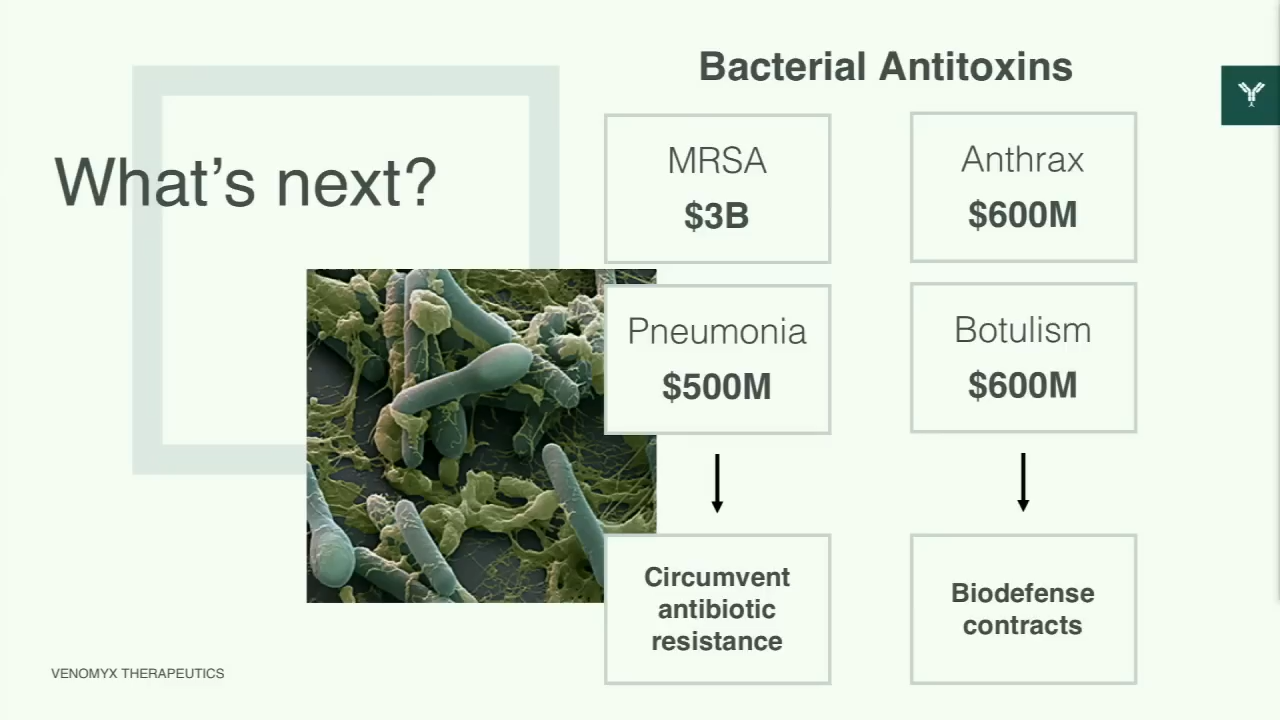 What's next?
Bacterial Antitoxins
MRSA
$3B
Anthrax
$600M
Pneumonia
$500M
Botulism
$600M
Circumvent
antibiotic
resistance
Biodefense
contracts
VENOMYX THERAPEUTICS